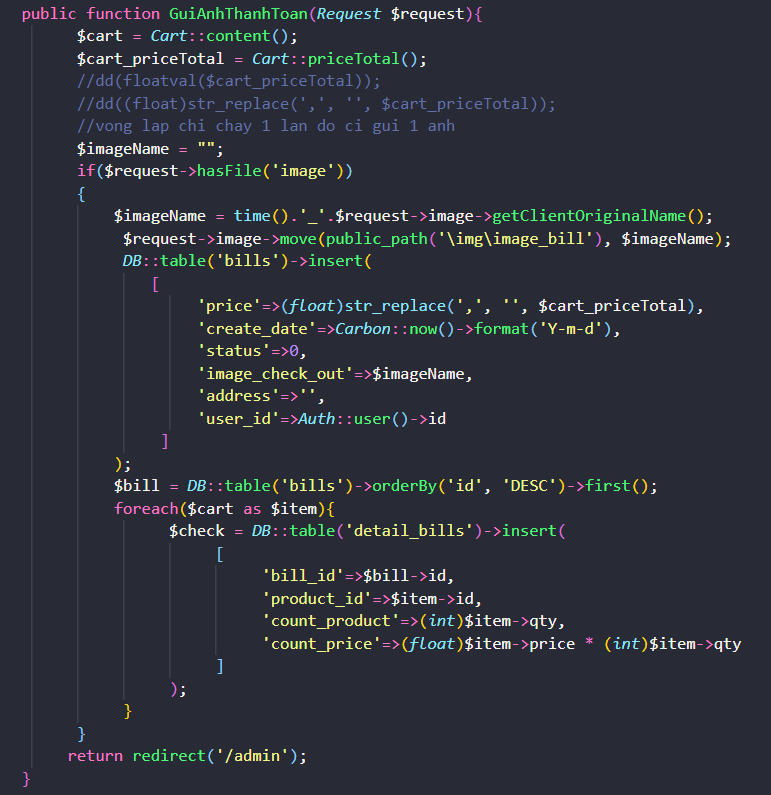 public function GuiAnhThanhToan(Request $request){
$cart = Cart::content();
$cart_priceTotal = Cart::priceTotal();
//dd(floatval($cart_priceTotal));
//dd((float)str_replace(',', '', $cart_priceTotal));
//vong lap chi chay 1 lan do ci gui 1 anh
$imageName = "";
if($request->hasFile('image'))
{
$imageName = time().'_'.$request->image->getClientOriginalName();
$request->image->move(public_path('\img\image_bill'), $imageName);
DB::table('bills')->insert(
[
'price'=>(float)str_replace(',', '', $cart_priceTotal),
'create_date'=>Carbon::now()->format('Y-m-d'),
'status'=>0,
'image_check_out'=>$imageName,
'address'=>'',
'user_id'=>Auth::user()->id
]
);
$bill = DB::table('bills')->orderBy('id', 'DESC')->first();
foreach($cart as $item){
$check = DB::table('detail_bills')->insert(
[
'bill_id'=>$bill->id,
'product_id'=>$item->id,
'count_product'=>(int)$item->qty,
'count_price'=>(float)$item->price * (int)$item->qty
]
);
}
}
return redirect('/admin');
}